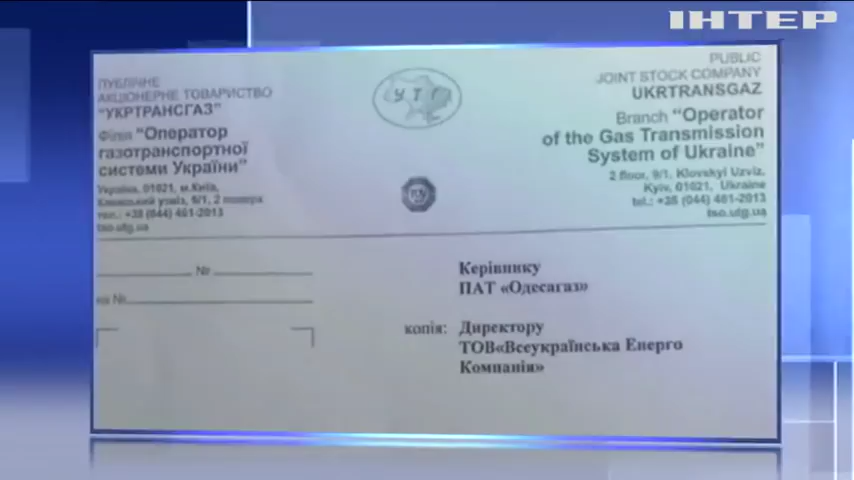 ІНТЕР
ПУБЛІЧНЕ
АКЦІОНЕРНЕ ТОВАРИСТВО
"УКРТРАНСГАЗ"
Філія "Оператор
газотранспортної
системи України"
Україна, 01021, м.Київ,
Кловський узвіз, 9/1, 2 поверх
тел.: +38 (044) 461-2013
tso.utg.ua
УТГ
PUBLIC
JOINT STOCK COMPANY
UKRTRANSGAZ
Branch "Operator
of the Gas Transmission
System of Ukraine"
2 floor, 9/1, Klovskyi Uzviz,
Kyiv, 01021, Ukraine
tel.: +38 (044) 461-2013
tso.utg.ua
№
на №
Керівнику
ПАТ «Одесагаз»
копія: Директору
ТОВ«Всеукраїнська Енерго
Компанія»